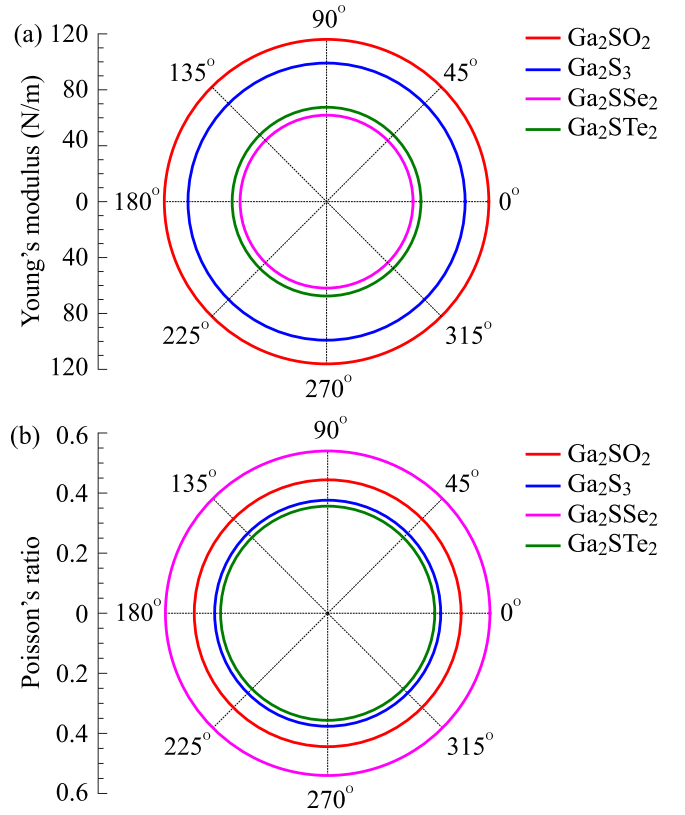 (a)
Young's modulus (N/m)
120
80
40
0
40
80
120
90°
45°
0°
315°
270°
225°
180°
135°
Ga₂SO₂
Ga₂S₃
Ga₂SSe₂
Ga₂STe₂
(b)
Poisson's ratio
0.6
0.4
0.2
0
0.2
0.4
0.6
90°
45°
0°
315°
270°
225°
180°
135°
Ga₂SO₂
Ga₂S₃
Ga₂SSe₂
Ga₂STe₂